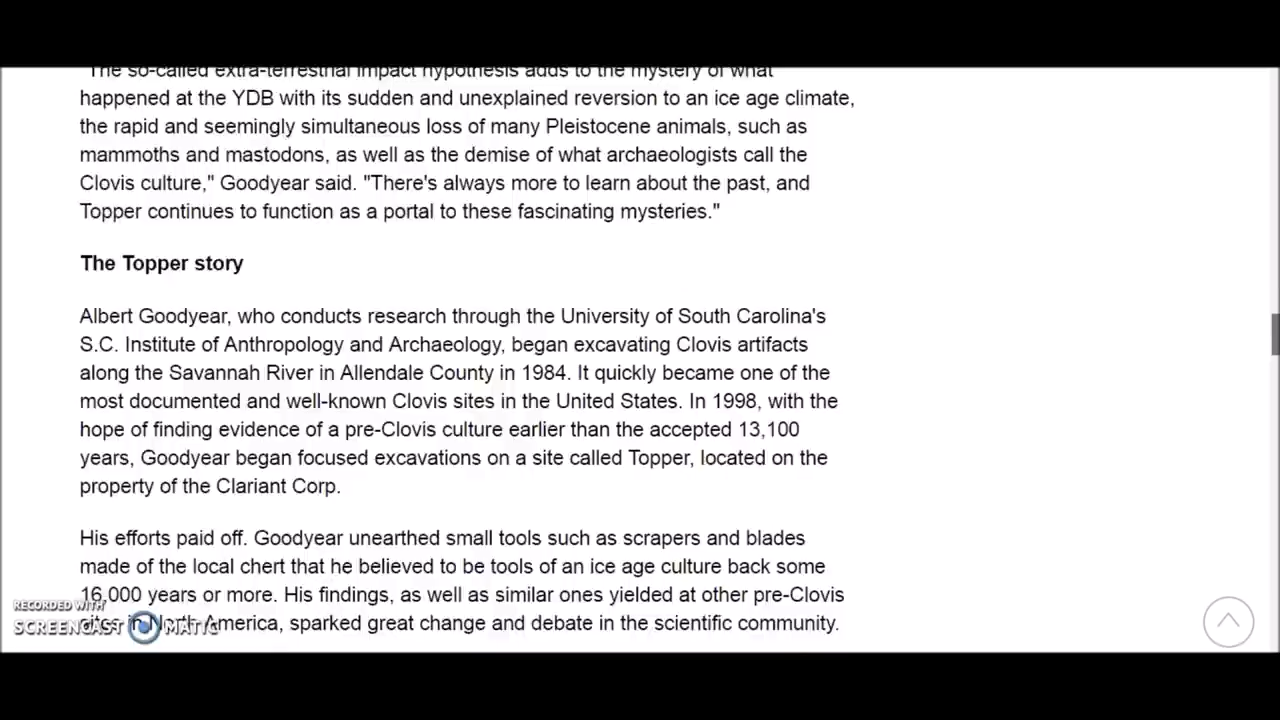 "The so-called extra-terrestrial impact hypothesis adds to the mystery of what
happened at the YDB with its sudden and unexplained reversion to an ice age climate,
the rapid and seemingly simultaneous loss of many Pleistocene animals, such as
mammoths and mastodons, as well as the demise of what archaeologists call the
Clovis culture," Goodyear said. "There's always more to learn about the past, and
Topper continues to function as a portal to these fascinating mysteries."
The Topper story
Albert Goodyear, who conducts research through the University of South Carolina's
S.C. Institute of Anthropology and Archaeology, began excavating Clovis artifacts
along the Savannah River in Allendale County in 1984. It quickly became one of the
most documented and well-known Clovis sites in the United States. In 1998, with the
hope of finding evidence of a pre-Clovis culture earlier than the accepted 13,100
years, Goodyear began focused excavations on a site called Topper, located on the
property of the Clariant Corp.
His efforts paid off. Goodyear unearthed small tools such as scrapers and blades
made of the local chert that he believed to be tools of an ice age culture back some
16,000 years or more. His findings, as well as similar ones yielded at other pre-Clovis
sites in North America, sparked great change and debate in the scientific community.
RECORDED WITH
SCREENCAST MATIC